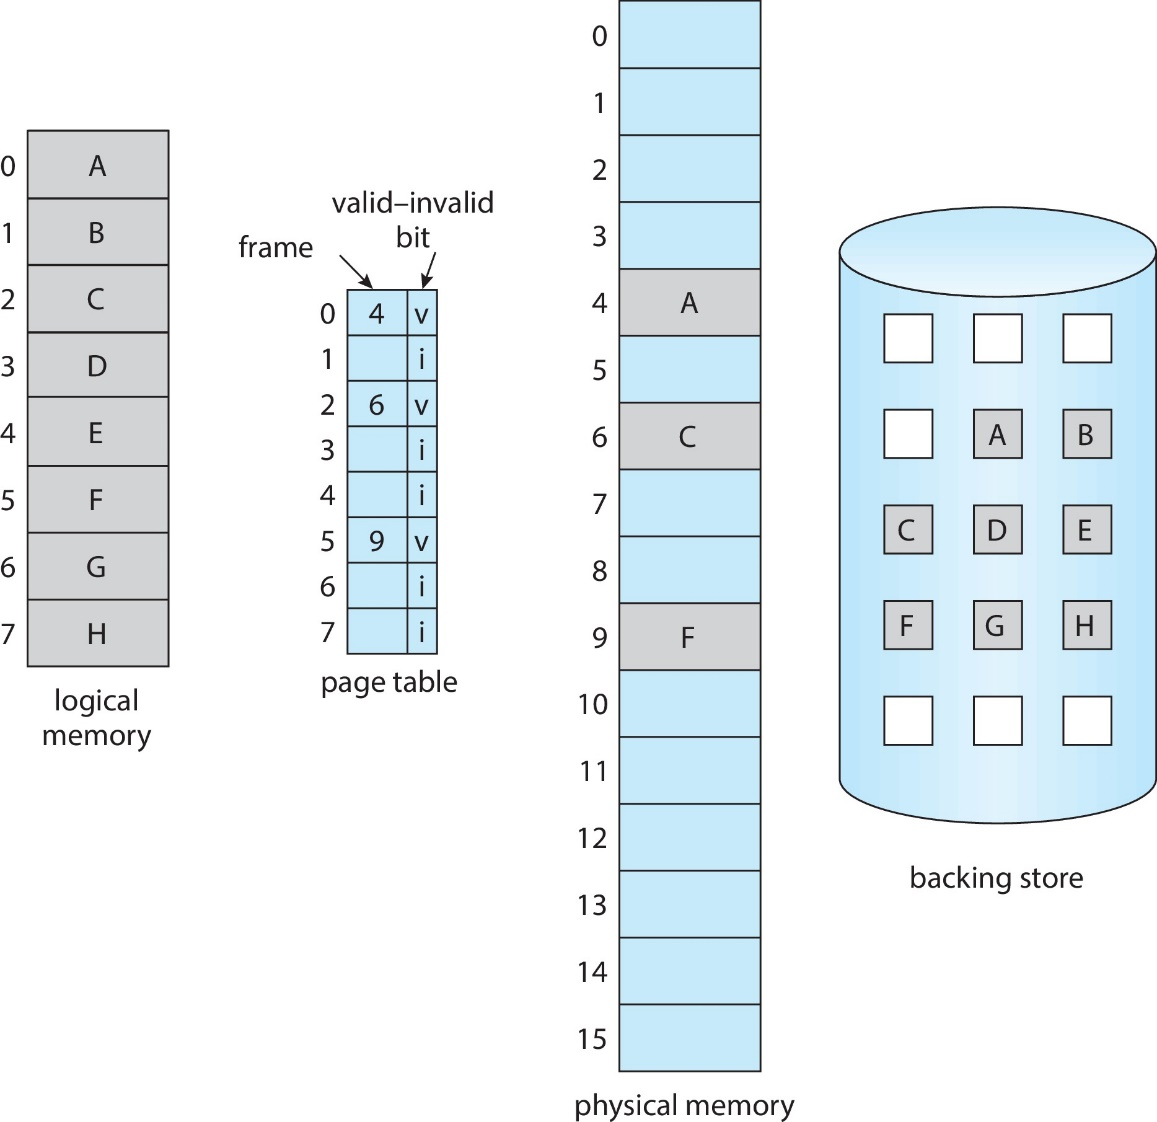 0 A
1 B
2 C
3 D
4 E
5 F
6 G
7 H
logical
memory
valid–invalid
bit
frame
0 4 v
1 i
2 6 v
3 i
4 i
5 9 v
6 i
7 i
page table
0
1
2
3
4 A
5
6 C
7
8
9 F
10
11
12
13
14
15
physical memory
A B
C D E
F G H
backing store